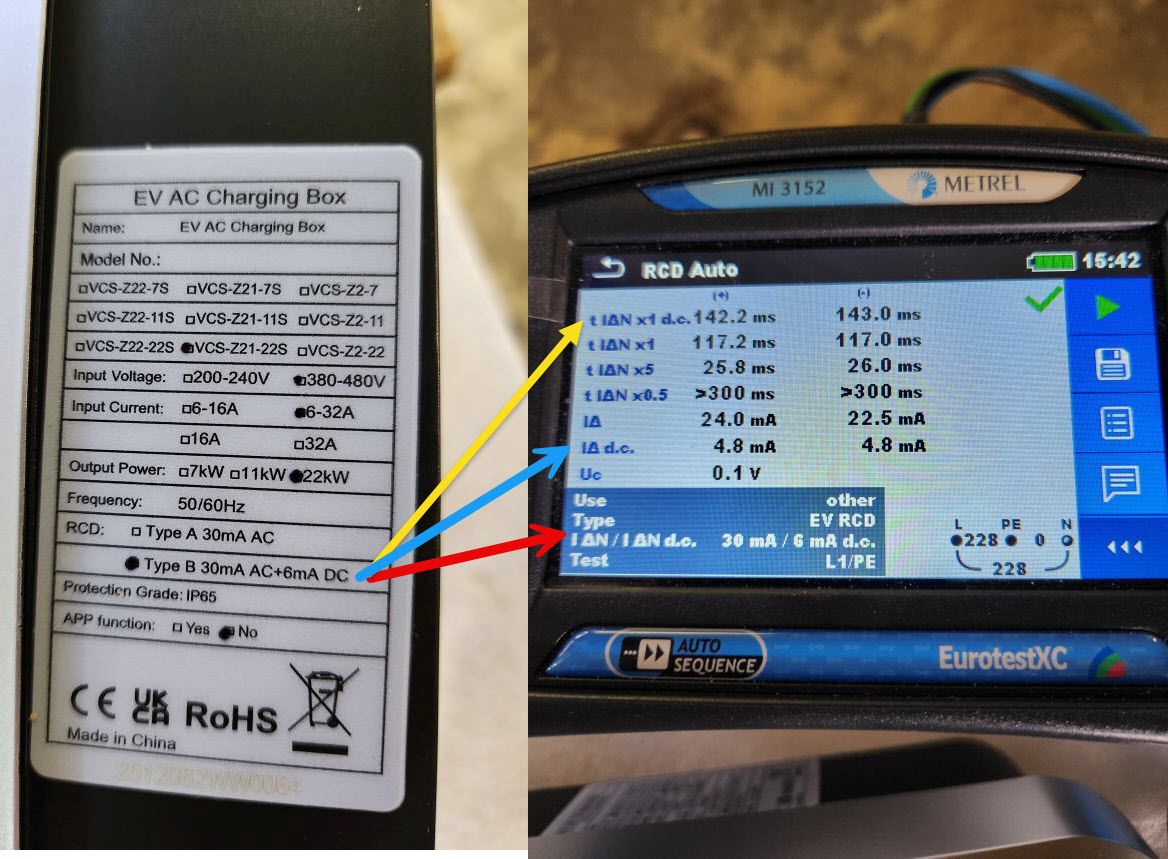 EV AC Charging Box
Name: EV AC Charging Box
Model No.:
□VCS-Z22-7S □VCS-Z21-7S □VCS-Z2-7
□VCS-Z22-11S □VCS-Z21-11S □VCS-Z2-11
□VCS-Z22-22S ●VCS-Z21-22S □VCS-Z2-22
Input Voltage: □200-240V ●380-480V
Input Current: □6-16A ●6-32A
□16A □32A
Output Power: □7kW □11kW ●22kW
Frequency: 50/60Hz
RCD: □ Type A 30mA AC
● Type B 30mA AC+6mA DC
Protection Grade: IP65
APP function: □ Yes ● No
CE UKCA RoHS
Made in China
MI 3152 METREL
RCD Auto 15:42
(+) (-)
t IΔN x1 d.c. 142.2 ms 143.0 ms
t IΔN x1 117.2 ms 117.0 ms
t IΔN x5 25.8 ms 26.0 ms
t IΔN x0.5 >300 ms >300 ms
IΔ 24.0 mA 22.5 mA
IΔ d.c. 4.8 mA 4.8 mA
Uc 0.1 V
Use other
Type EV RCD
I ΔN / I ΔN d.c. 30 mA / 6 mA d.c.
Test L1/PE
L PE N
228 0
228
AUTO
SEQUENCE
EurotestXC